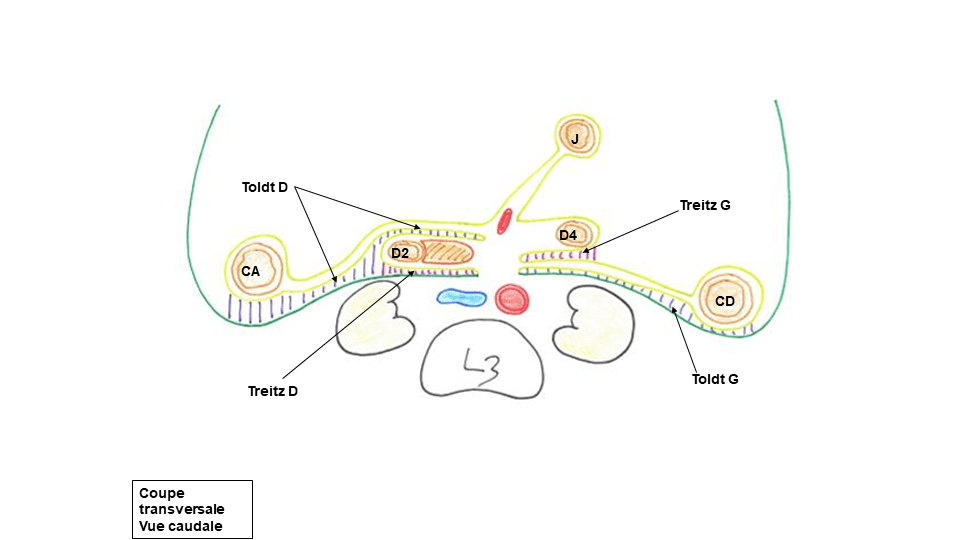 J
Toldt D
Treitz G
D4
D2
CA
CD
L3
Toldt G
Treitz D
Coupe
transversale
Vue caudale